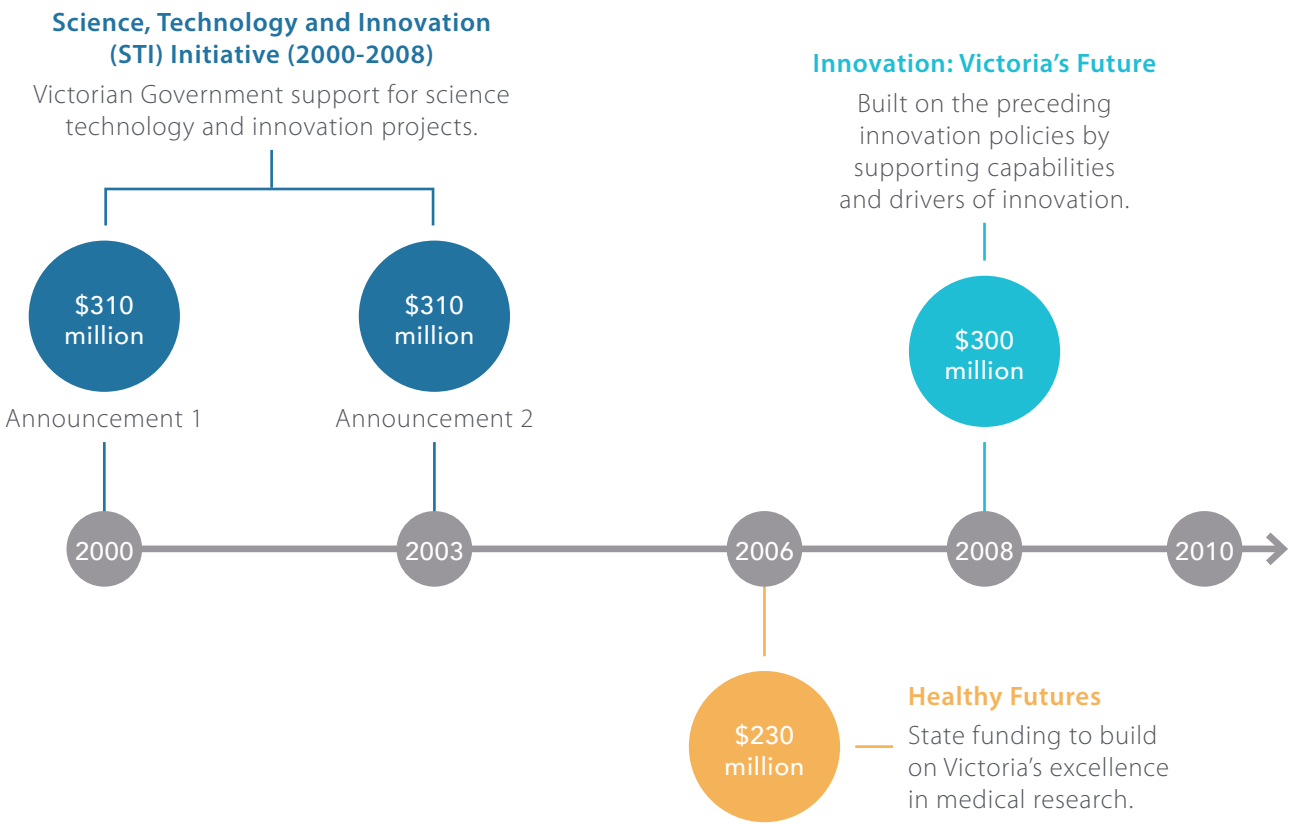 Science, Technology and Innovation
(STI) Initiative (2000-2008)
Victorian Government support for science
technology and innovation projects.
Innovation: Victoria’s Future
Built on the preceding
innovation policies by
supporting capabilities
and drivers of innovation.
$310
million
Announcement 1
$310
million
Announcement 2
$300
million
2000
2003
2006
2008
2010
$230
million
Healthy Futures
State funding to build
on Victoria’s excellence
in medical research.